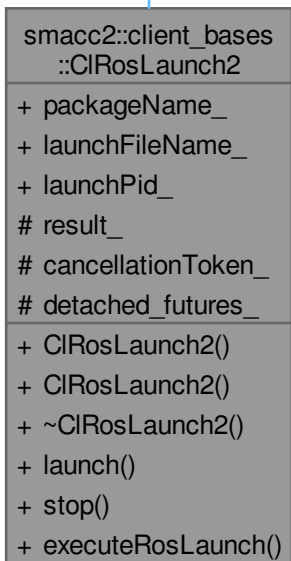 smacc2::client_bases
::ClRosLaunch2
+ packageName_
+ launchFileName_
+ launchPid_
# result_
# cancellationToken_
# detached_futures_
+ ClRosLaunch2()
+ ClRosLaunch2()
+ ~ClRosLaunch2()
+ launch()
+ stop()
+ executeRosLaunch()